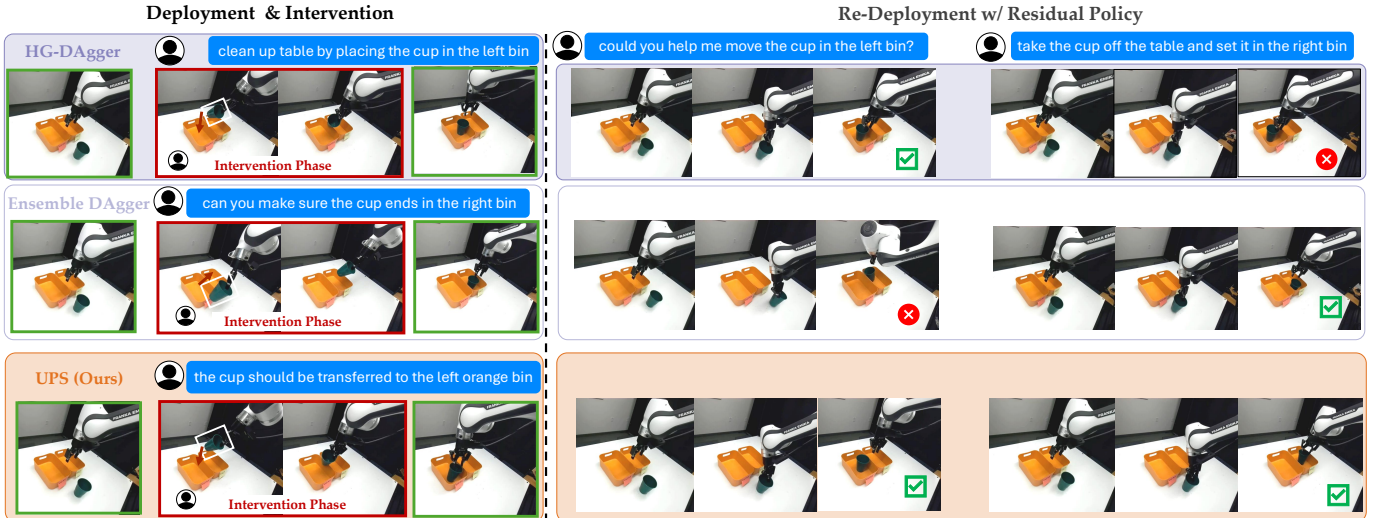 Deployment & Intervention
Re-Deployment w/ Residual Policy
HG-DAgger
clean up table by placing the cup in the left bin
could you help me move the cup in the left bin?
take the cup off the table and set it in the right bin
Intervention Phase
Ensemble DAgger
can you make sure the cup ends in the right bin
Intervention Phase
UPS (Ours)
the cup should be transferred to the left orange bin
Intervention Phase